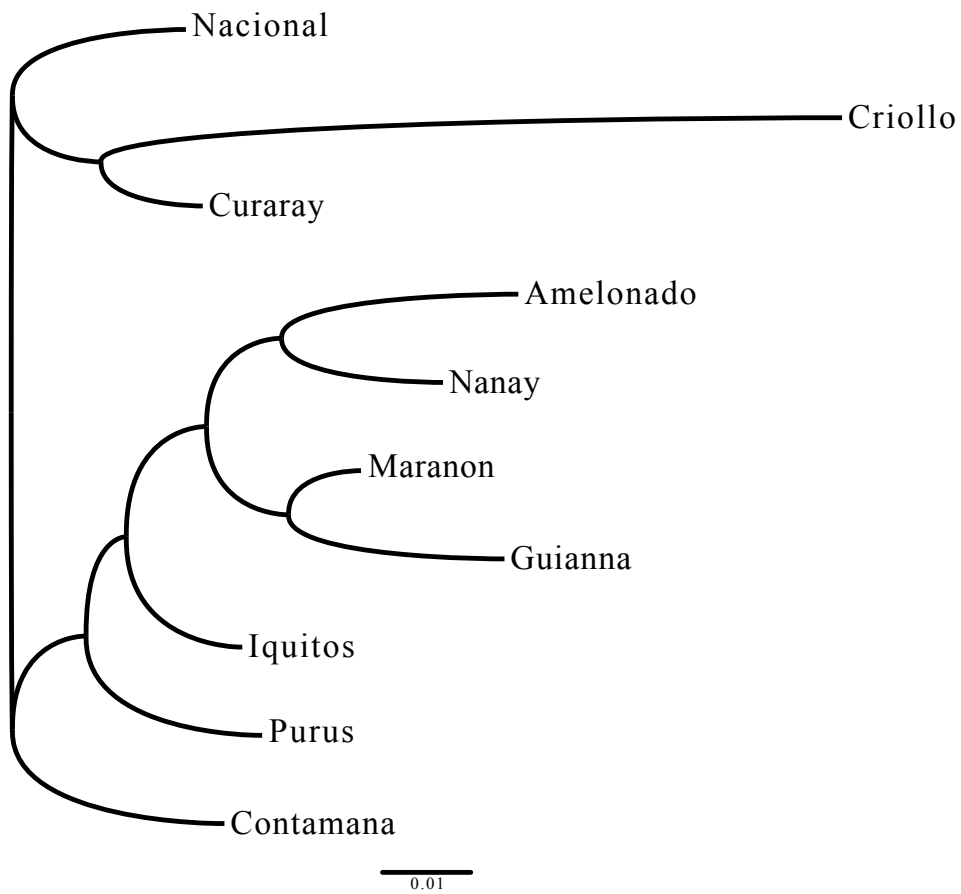 Nacional
Criollo
Curaray
Amelonado
Nanay
Maranon
Guianna
Iquitos
Purus
Contamana
0.01